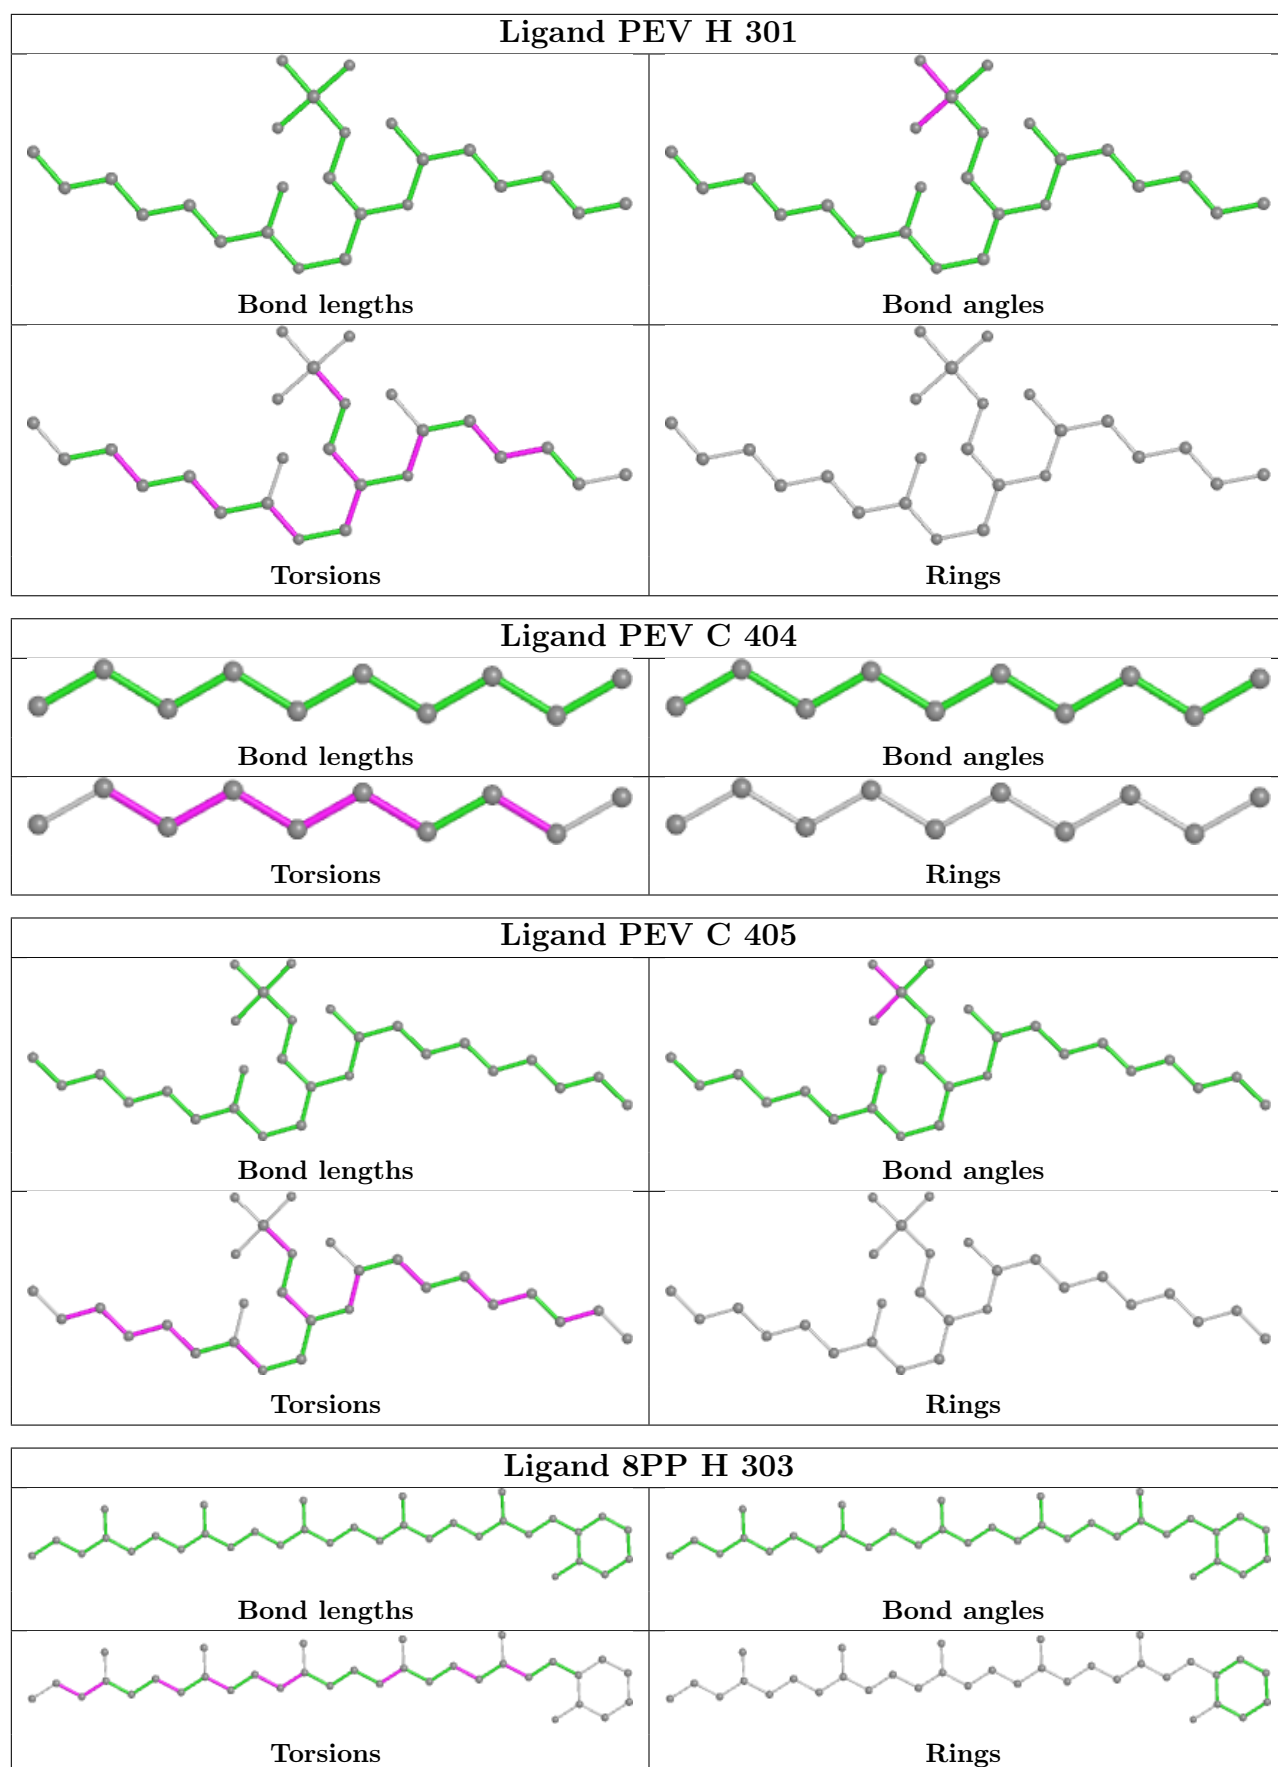 Ligand PEV H 301
Bond lengths
Bond angles
Torsions
Rings
Ligand PEV C 404
Bond lengths
Bond angles
Torsions
Rings
Ligand PEV C 405
Bond lengths
Bond angles
Torsions
Rings
Ligand 8PP H 303
Bond lengths
Bond angles
Torsions
Rings